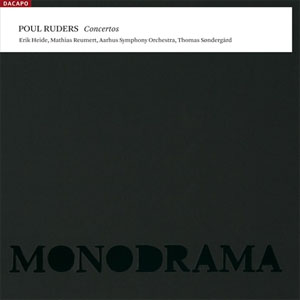 DACAPO
POUL RUDERS Concertos
Erik Heide, Mathias Reumert, Aarhus Symphony Orchestra, Thomas Søndergård
MONODRAMA